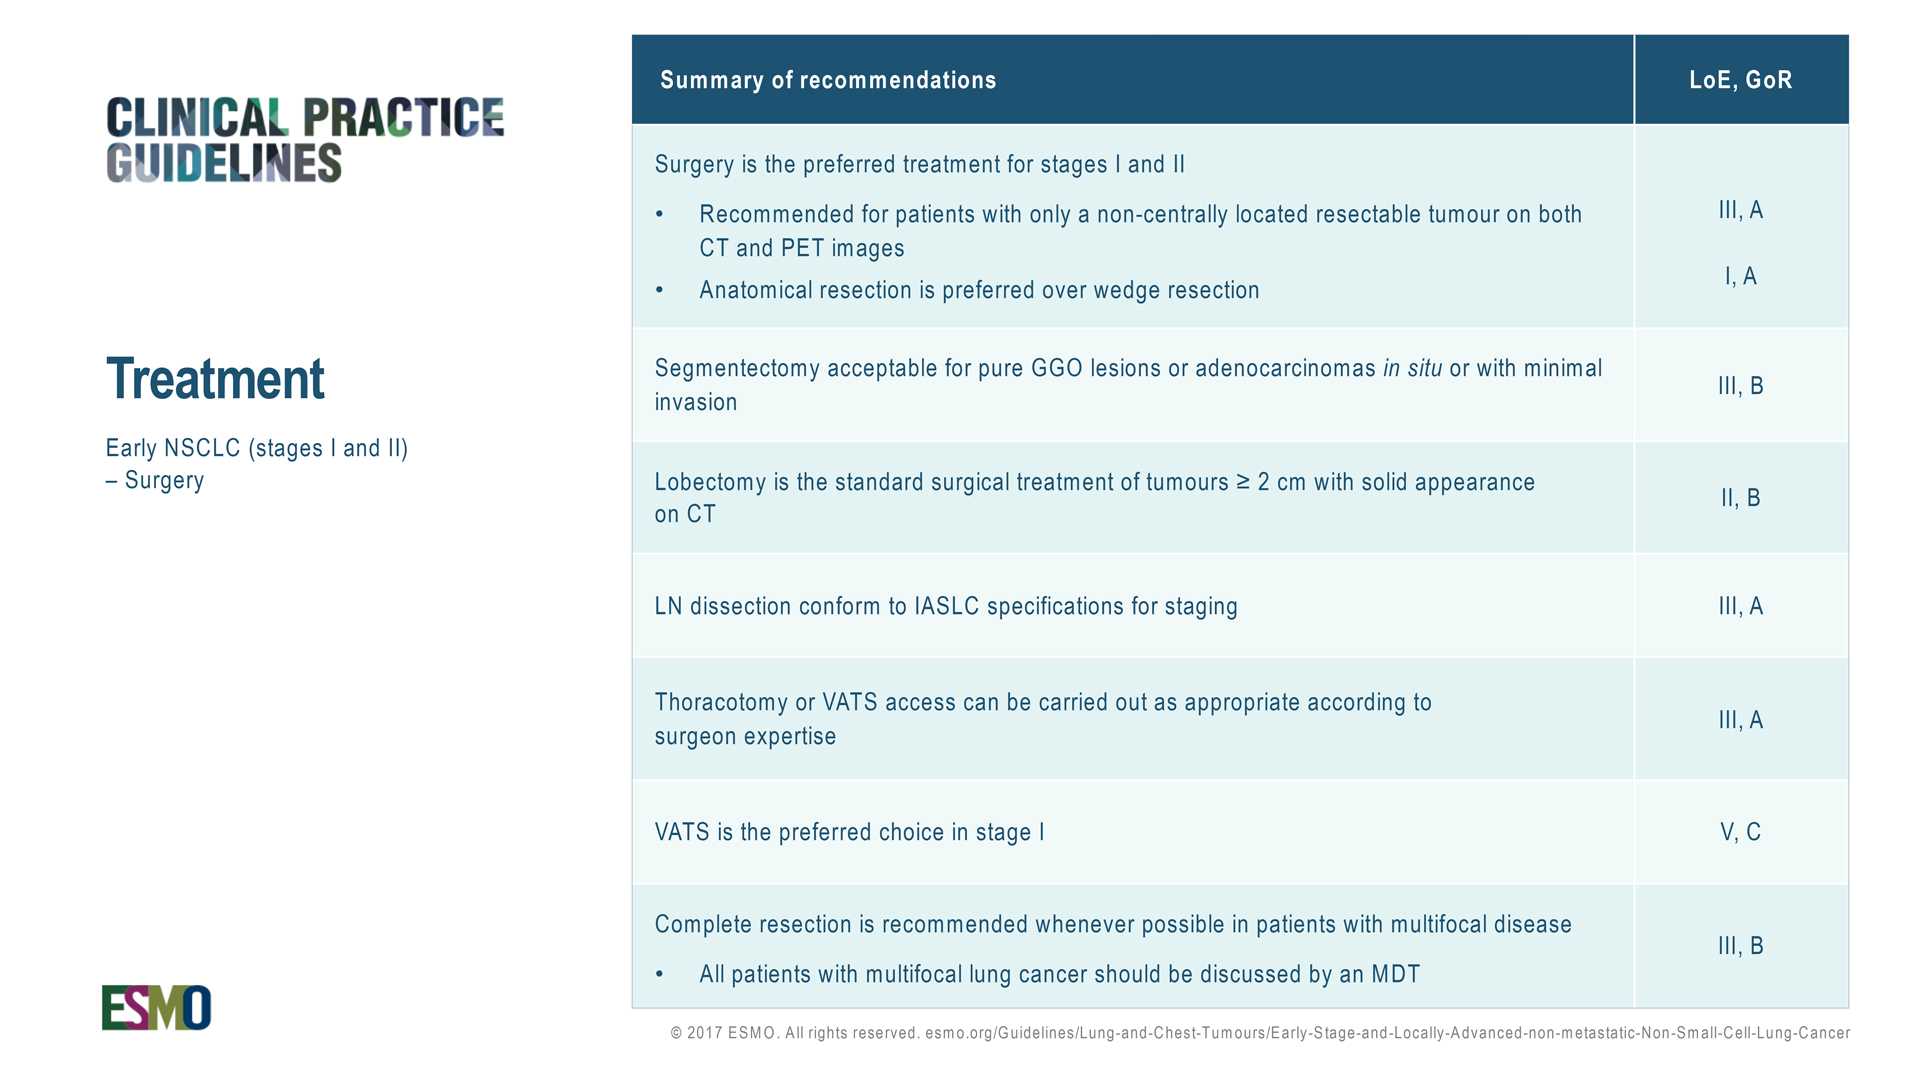 CLINICAL PRACTICE
GUIDELINES
Treatment
Early NSCLC (stages I and II)
– Surgery
ESMO
Summary of recommendations
LoE, GoR
Surgery is the preferred treatment for stages I and II
• Recommended for patients with only a non-centrally located resectable tumour on both
CT and PET images
III, A
• Anatomical resection is preferred over wedge resection
I, A
Segmentectomy acceptable for pure GGO lesions or adenocarcinomas in situ or with minimal
invasion
III, B
Lobectomy is the standard surgical treatment of tumours ≥ 2 cm with solid appearance
on CT
II, B
LN dissection conform to IASLC specifications for staging
III, A
Thoracotomy or VATS access can be carried out as appropriate according to
surgeon expertise
III, A
VATS is the preferred choice in stage I
V, C
Complete resection is recommended whenever possible in patients with multifocal disease
• All patients with multifocal lung cancer should be discussed by an MDT
III, B
© 2017 ESMO. All rights reserved. esmo.org/Guidelines/Lung-and-Chest-Tumours/Early-Stage-and-Locally-Advanced-non-metastatic-Non-Small-Cell-Lung-Cancer